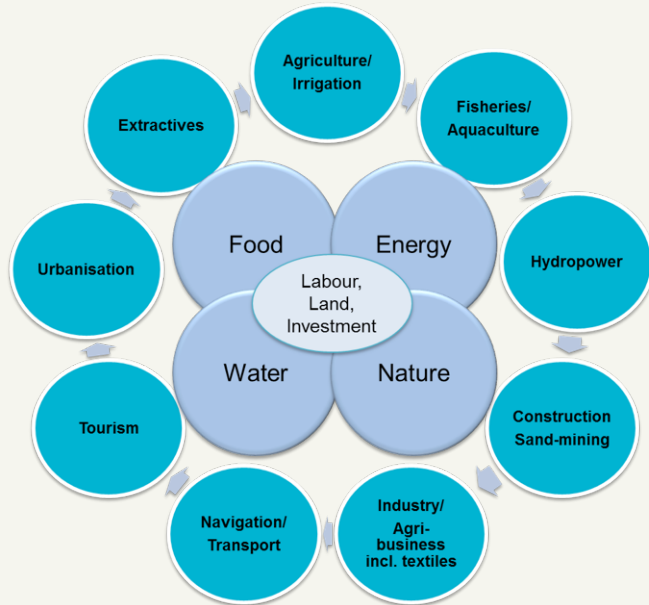 Agriculture/
Irrigation
Fisheries/
Aquaculture
Hydropower
Construction
Sand-mining
Industry/
Agri-
business
incl. textiles
Navigation/
Transport
Tourism
Urbanisation
Extractives
Food
Energy
Labour,
Land,
Investment
Water
Nature